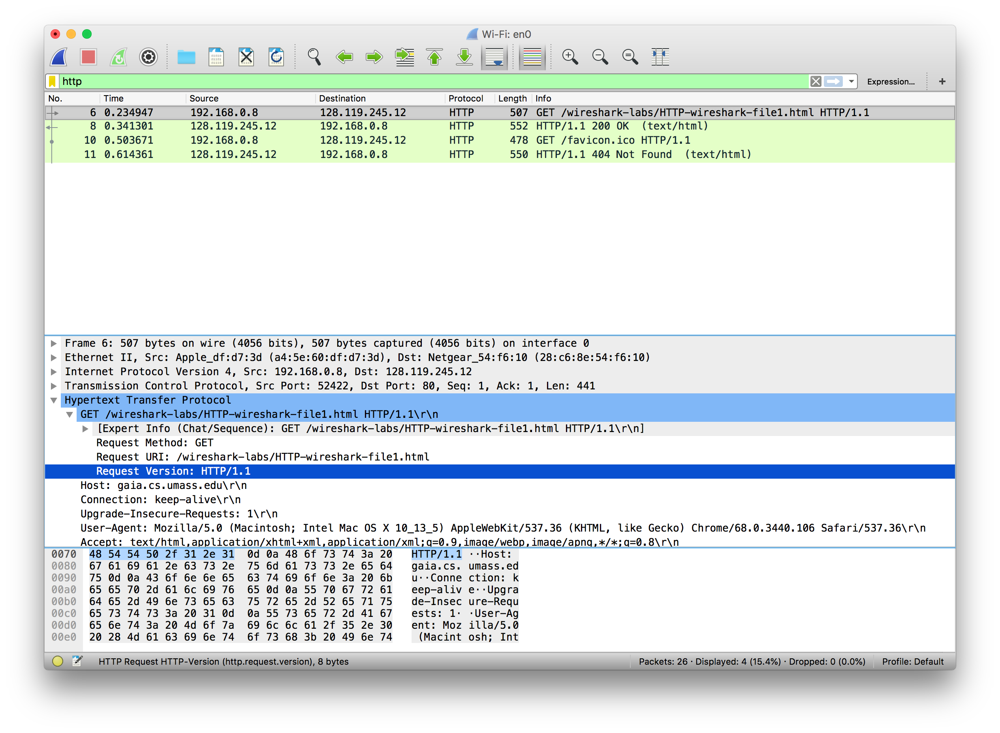 Wi-Fi: en0
http
Expression...
+
No. Time Source Destination Protocol Length Info
6 0.234947 192.168.0.8 128.119.245.12 HTTP 507 GET /wireshark-labs/HTTP-wireshark-file1.html HTTP/1.1
8 0.341301 128.119.245.12 192.168.0.8 HTTP 552 HTTP/1.1 200 OK (text/html)
10 0.503671 192.168.0.8 128.119.245.12 HTTP 478 GET /favicon.ico HTTP/1.1
11 0.614361 128.119.245.12 192.168.0.8 HTTP 550 HTTP/1.1 404 Not Found (text/html)
Frame 6: 507 bytes on wire (4056 bits), 507 bytes captured (4056 bits) on interface 0
Ethernet II, Src: Apple_df:d7:3d (a4:5e:60:df:d7:3d), Dst: Netgear_54:f6:10 (28:c6:8e:54:f6:10)
Internet Protocol Version 4, Src: 192.168.0.8, Dst: 128.119.245.12
Transmission Control Protocol, Src Port: 52422, Dst Port: 80, Seq: 1, Ack: 1, Len: 441
Hypertext Transfer Protocol
GET /wireshark-labs/HTTP-wireshark-file1.html HTTP/1.1\r\n
[Expert Info (Chat/Sequence): GET /wireshark-labs/HTTP-wireshark-file1.html HTTP/1.1\r\n]
Request Method: GET
Request URI: /wireshark-labs/HTTP-wireshark-file1.html
Request Version: HTTP/1.1
Host: gaia.cs.umass.edu\r\n
Connection: keep-alive\r\n
Upgrade-Insecure-Requests: 1\r\n
User-Agent: Mozilla/5.0 (Macintosh; Intel Mac OS X 10_13_5) AppleWebKit/537.36 (KHTML, like Gecko) Chrome/68.0.3440.106 Safari/537.36\r\n
Accept: text/html,application/xhtml+xml,application/xml;q=0.9,image/webp,image/apng,*/*;q=0.8\r\n
0070 48 54 54 50 2f 31 2e 31 0d 0a 48 6f 73 74 3a 20 HTTP/1.1 ··Host:
0080 67 61 69 61 2e 63 73 2e 75 6d 61 73 73 2e 65 64 gaia.cs. umass.ed
0090 75 0d 0a 43 6f 6e 6e 65 63 74 69 6f 6e 3a 20 6b u··Conne ction: k
00a0 65 65 70 2d 61 6c 69 76 65 0d 0a 55 70 67 72 61 eep-aliv e··Upgra
00b0 64 65 2d 49 6e 73 65 63 75 72 65 2d 52 65 71 75 de-Insec ure-Requ
00c0 65 73 74 73 3a 20 31 0d 0a 55 73 65 72 2d 41 67 ests: 1· ·User-Ag
00d0 65 6e 74 3a 20 4d 6f 7a 69 6c 6c 61 2f 35 2e 30 ent: Moz illa/5.0
00e0 20 28 4d 61 63 69 6e 74 6f 73 68 3b 20 49 6e 74 (Macint osh; Int
HTTP Request HTTP-Version (http.request.version), 8 bytes
Packets: 26 · Displayed: 4 (15.4%) · Dropped: 0 (0.0%)
Profile: Default